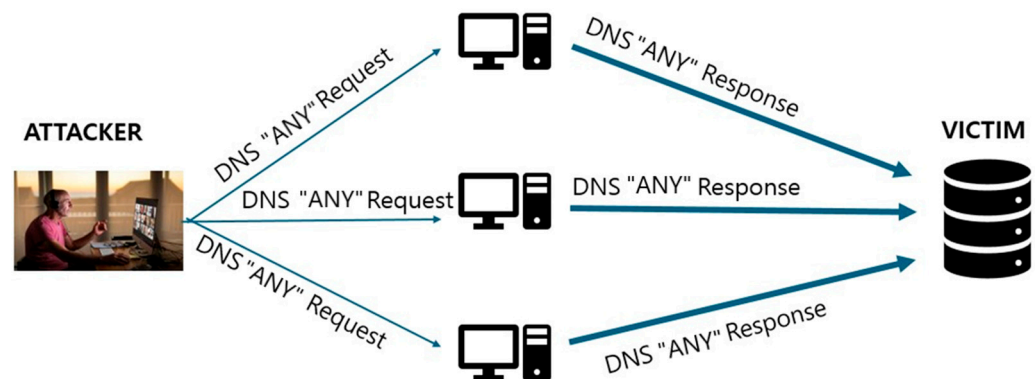 DNS "ANY" Request
DNS "ANY" Response
ATTACKER
VICTIM
DNS "ANY" Request
DNS "ANY" Response
DNS "ANY" Request
DNS "ANY" Response